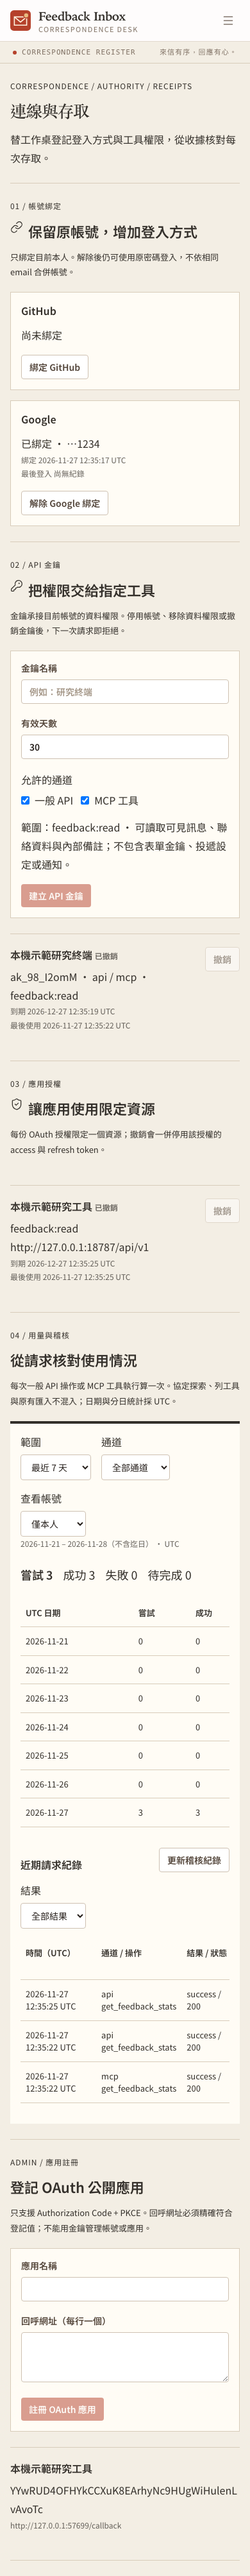 Feedback Inbox
CORRESPONDENCE DESK
CORRESPONDENCE REGISTER
來信有序・回應有心。
CORRESPONDENCE / AUTHORITY / RECEIPTS
連線與存取
替工作桌登記登入方式與工具權限，從收據核對每
次存取。
01 / 帳號綁定
保留原帳號，增加登入方式
只綁定目前本人。解除後仍可使用原密碼登入，不依相同
email 合併帳號。
GitHub
尚未綁定
綁定 GitHub
Google
已綁定 ・ …1234
綁定 2026-11-27 12:35:17 UTC
最後登入 尚無紀錄
解除 Google 綁定
02 / API 金鑰
把權限交給指定工具
金鑰承接目前帳號的資料權限。停用帳號、移除資料權限或撤
銷金鑰後，下一次請求即拒絕。
金鑰名稱
例如：研究終端
有效天數
30
允許的通道
一般 API MCP 工具
範圍：feedback:read ・ 可讀取可見訊息、聯
絡資料與內部備註；不包含表單金鑰、投遞設
定或通知。
建立 API 金鑰
本機示範研究終端 已撤銷
撤銷
ak_98_I2omM ・ api / mcp ・
feedback:read
到期 2026-12-27 12:35:19 UTC
最後使用 2026-11-27 12:35:22 UTC
03 / 應用授權
讓應用使用限定資源
每份 OAuth 授權限定一個資源；撤銷會一併停用該授權的
access 與 refresh token。
本機示範研究工具 已撤銷
撤銷
feedback:read
http://127.0.0.1:18787/api/v1
到期 2026-12-27 12:35:25 UTC
最後使用 2026-11-27 12:35:25 UTC
04 / 用量與稽核
從請求核對使用情況
每次一般 API 操作或 MCP 工具執行算一次。協定探索、列工具
與原有匯入不混入；日期與分日統計採 UTC。
範圍 通道
最近 7 天 全部通道
查看帳號
僅本人
2026-11-21 – 2026-11-28（不含迄日） ・ UTC
嘗試 3 成功 3 失敗 0 待完成 0
UTC 日期 嘗試 成功
2026-11-21 0 0
2026-11-22 0 0
2026-11-23 0 0
2026-11-24 0 0
2026-11-25 0 0
2026-11-26 0 0
2026-11-27 3 3
近期請求紀錄
更新稽核紀錄
結果
全部結果
時間（UTC） 通道 / 操作 結果 / 狀態
2026-11-27 api success /
12:35:25 UTC get_feedback_stats 200
2026-11-27 api success /
12:35:22 UTC get_feedback_stats 200
2026-11-27 mcp success /
12:35:22 UTC get_feedback_stats 200
ADMIN / 應用註冊
登記 OAuth 公開應用
只支援 Authorization Code + PKCE。回呼網址必須精確符合
登記值；不能用金鑰管理帳號或應用。
應用名稱
回呼網址（每行一個）
註冊 OAuth 應用
本機示範研究工具
YYwRUD4OFHYkCCXuK8EArhyNc9HUgWiHulenL
vAvoTc
http://127.0.0.1:57699/callback